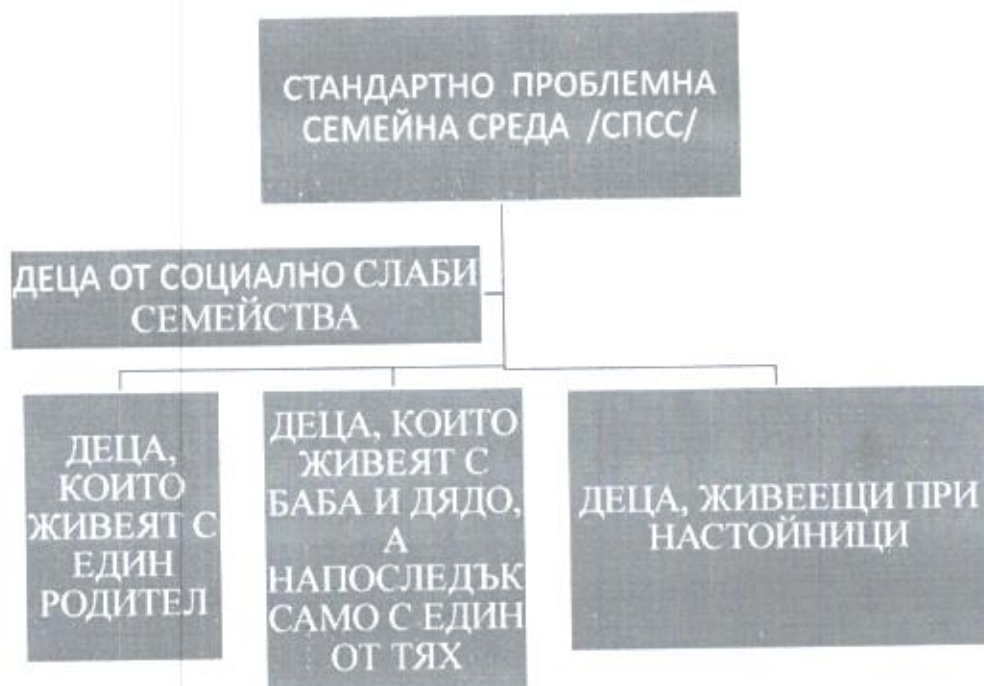 СТАНДАРТНО ПРОБЛЕМНА
СЕМЕЙНА СРЕДА /СПСС/
ДЕЦА ОТ СОЦИАЛНО СЛАБИ
СЕМЕЙСТВА
ДЕЦА,
КОИТО
ЖИВЕЯТ С
ЕДИН
РОДИТЕЛ
ДЕЦА, КОИТО
ЖИВЕЯТ С
БАБА И ДЯДО,
А
НАПОСЛЕДЪК
САМО С ЕДИН
ОТ ТЯХ
ДЕЦА, ЖИВЕЕЩИ ПРИ
НАСТОЙНИЦИ